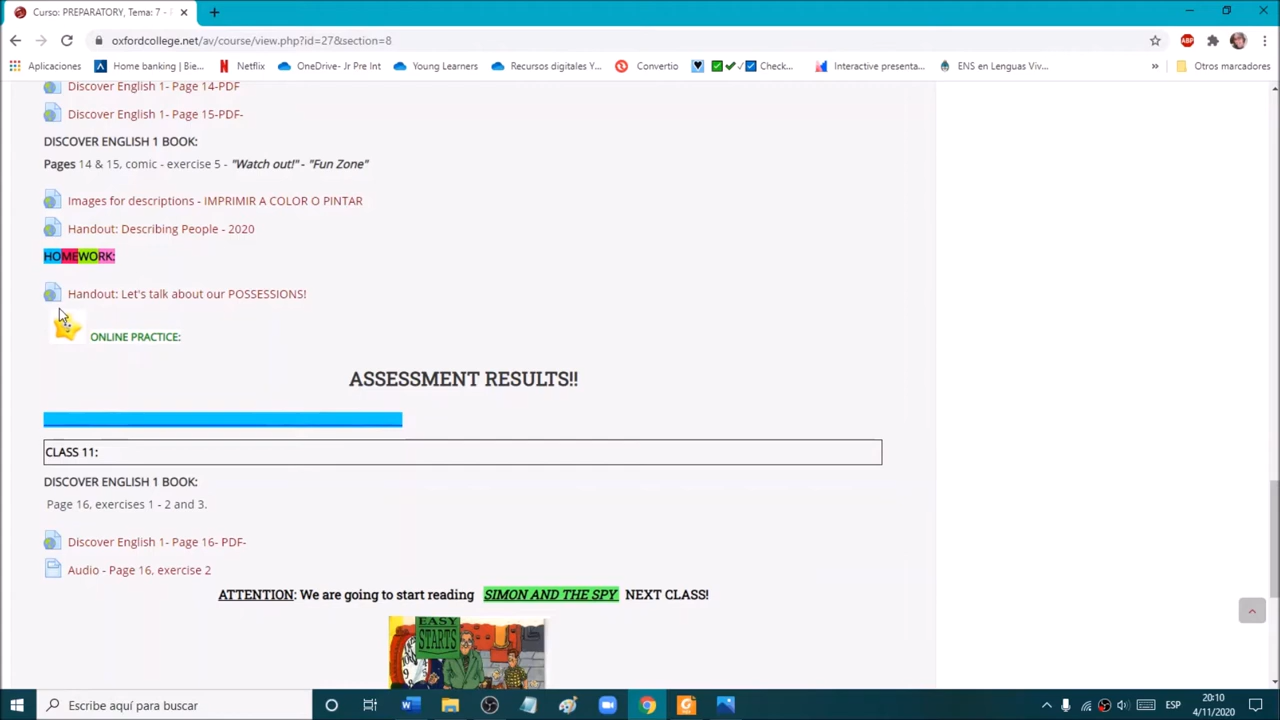 Curso: PREPARATORY, Tema: 7 -
oxfordcollege.net/av/course/view.php?id=27&section=8
Aplicaciones
Home banking | Bie...
Netflix
OneDrive- Jr Pre Int
Young Learners
Recursos digitales Y...
Convertio
Check...
Interactive presenta...
ENS en Lenguas Viv...
»
Otros marcadores
Discover English 1- Page 14-PDF
Discover English 1- Page 15-PDF-
DISCOVER ENGLISH 1 BOOK:
Pages 14 & 15, comic - exercise 5 - "Watch out!" - "Fun Zone"
Images for descriptions - IMPRIMIR A COLOR O PINTAR
Handout: Describing People - 2020
HOMEWORK:
Handout: Let's talk about our POSSESSIONS!
ONLINE PRACTICE:
ASSESSMENT RESULTS!!
CLASS 11:
DISCOVER ENGLISH 1 BOOK:
Page 16, exercises 1 - 2 and 3.
Discover English 1- Page 16- PDF-
Audio - Page 16, exercise 2
ATTENTION: We are going to start reading SIMON AND THE SPY NEXT CLASS!
EASY
STARTS
Escribe aquí para buscar
ESP
20:10
4/11/2020